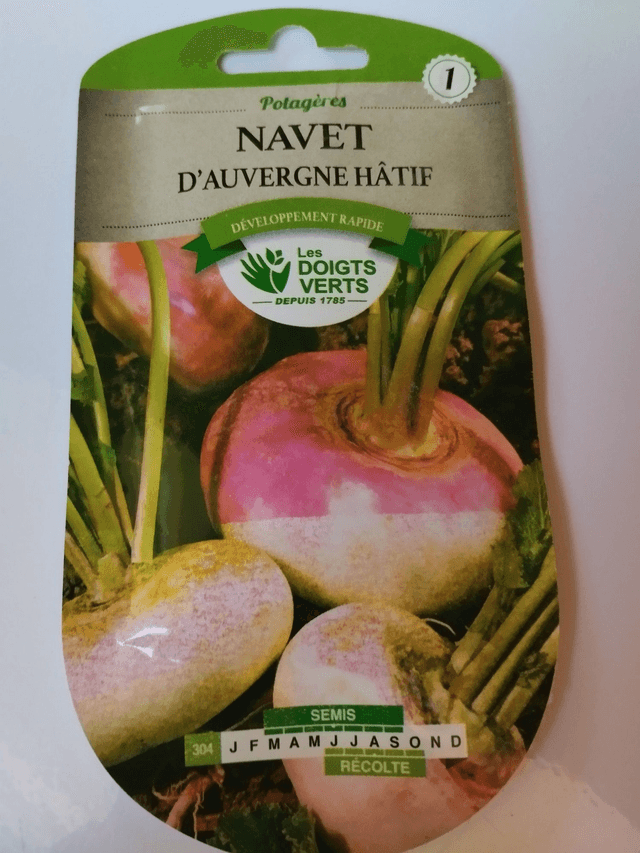 1
Potagères
NAVET
D'AUVERGNE HÂTIF
DÉVELOPPEMENT RAPIDE
Les
DOIGTS
VERTS
DEPUIS 1785
SEMIS
304 J F M A M J J A S O N D
RÉCOLTE